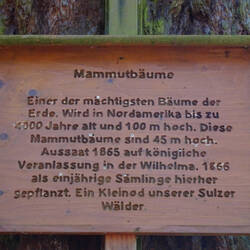 Mammutbäume
Einer der mächtigsten Bäume der
Erde. Wird in Nordamerika bis zu
4000 Jahre alt und 100 m hoch. Diese
Mammutbäume sind 45 m hoch.
Aussaat 1865 auf königliche
Veranlassung in der Wilhelma. 1866
als einjährige Sämlinge hierher
gepflanzt. Ein Kleinod unserer Sulzer
Wälder.